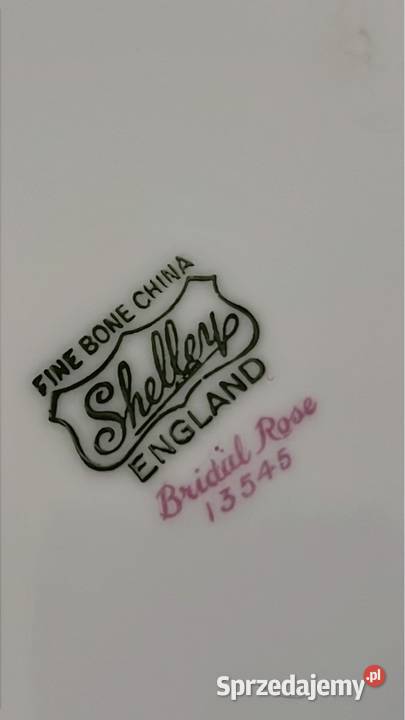 FINE BONE CHINA
Shelley
ENGLAND
Bridal Rose
13545
Sprzedajemy.pl